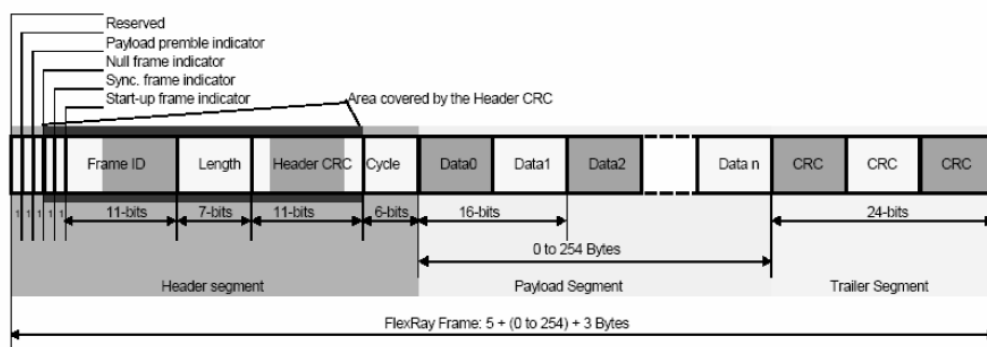 Reserved
Payload premble indicator
Null frame indicator
Sync. frame indicator
Start-up frame indicator
Area covered by the Header CRC
Frame ID Length Header CRC Cycle Data0 Data1 Data2 Data n CRC CRC CRC
1 1 1 1 1 11-bits 7-bits 11-bits 6-bits 16-bits 24-bits
0 to 254 Bytes
Header segment Payload Segment Trailer Segment
FlexRay Frame: 5 + (0 to 254) + 3 Bytes